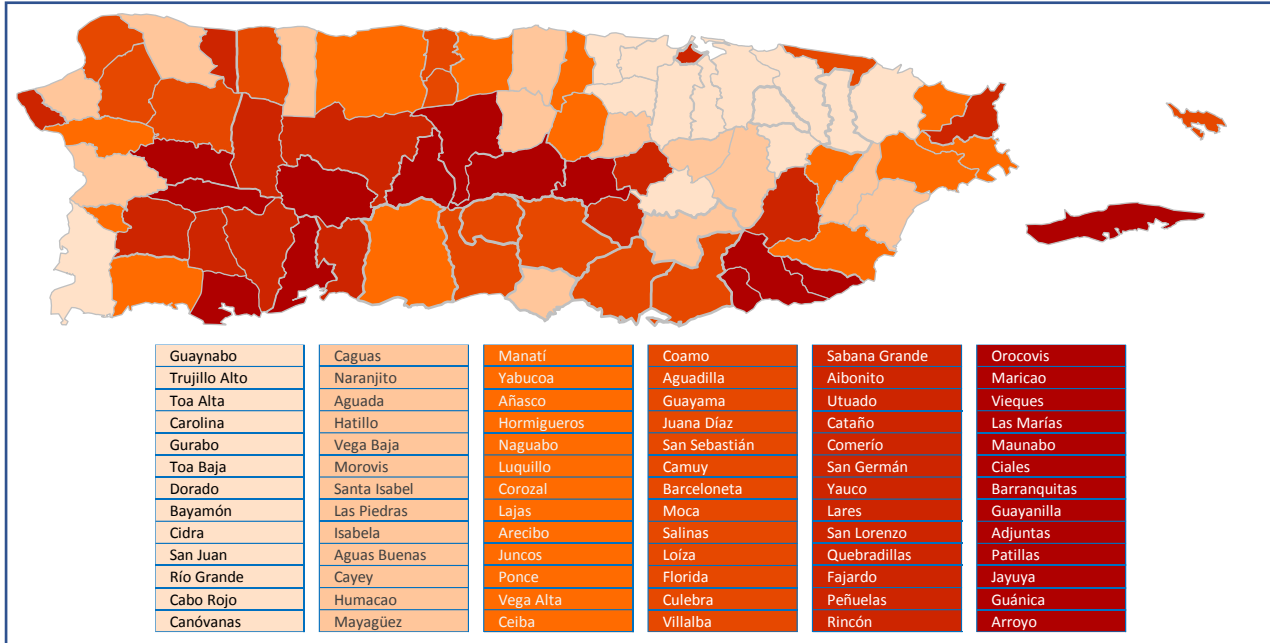 Guaynabo Caguas Manatí Coamo Sabana Grande Orocovis
Trujillo Alto Naranjito Yabucoa Aguadilla Aibonito Maricao
Toa Alta Aguada Añasco Guayama Utuado Vieques
Carolina Hatillo Hormigueros Juana Díaz Cataño Las Marías
Gurabo Vega Baja Naguabo San Sebastián Comerío Maunabo
Toa Baja Morovis Luquillo Camuy San Germán Ciales
Dorado Santa Isabel Corozal Barceloneta Yauco Barranquitas
Bayamón Las Piedras Lajas Moca Lares Guayanilla
Cidra Isabela Arecibo Salinas San Lorenzo Adjuntas
San Juan Aguas Buenas Juncos Loíza Quebradillas Patillas
Río Grande Cayey Ponce Florida Fajardo Jayuya
Cabo Rojo Humacao Vega Alta Culebra Peñuelas Guánica
Canóvanas Mayagüez Ceiba Villalba Rincón Arroyo